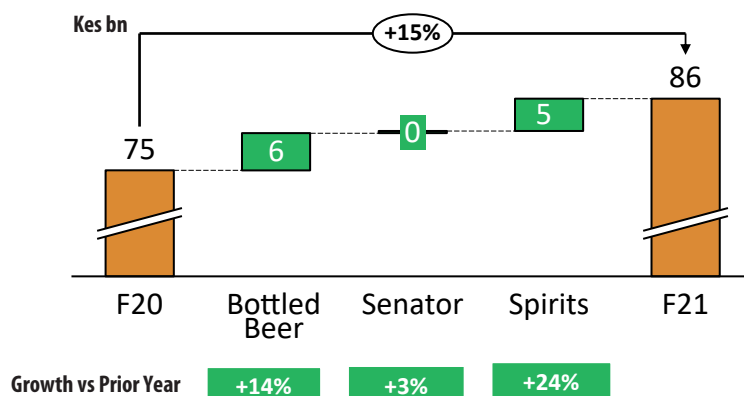 Kes bn
+15%
86
75
6
0
5
F20
Bottled
Beer
Senator
Spirits
F21
Growth vs Prior Year
+14%
+3%
+24%